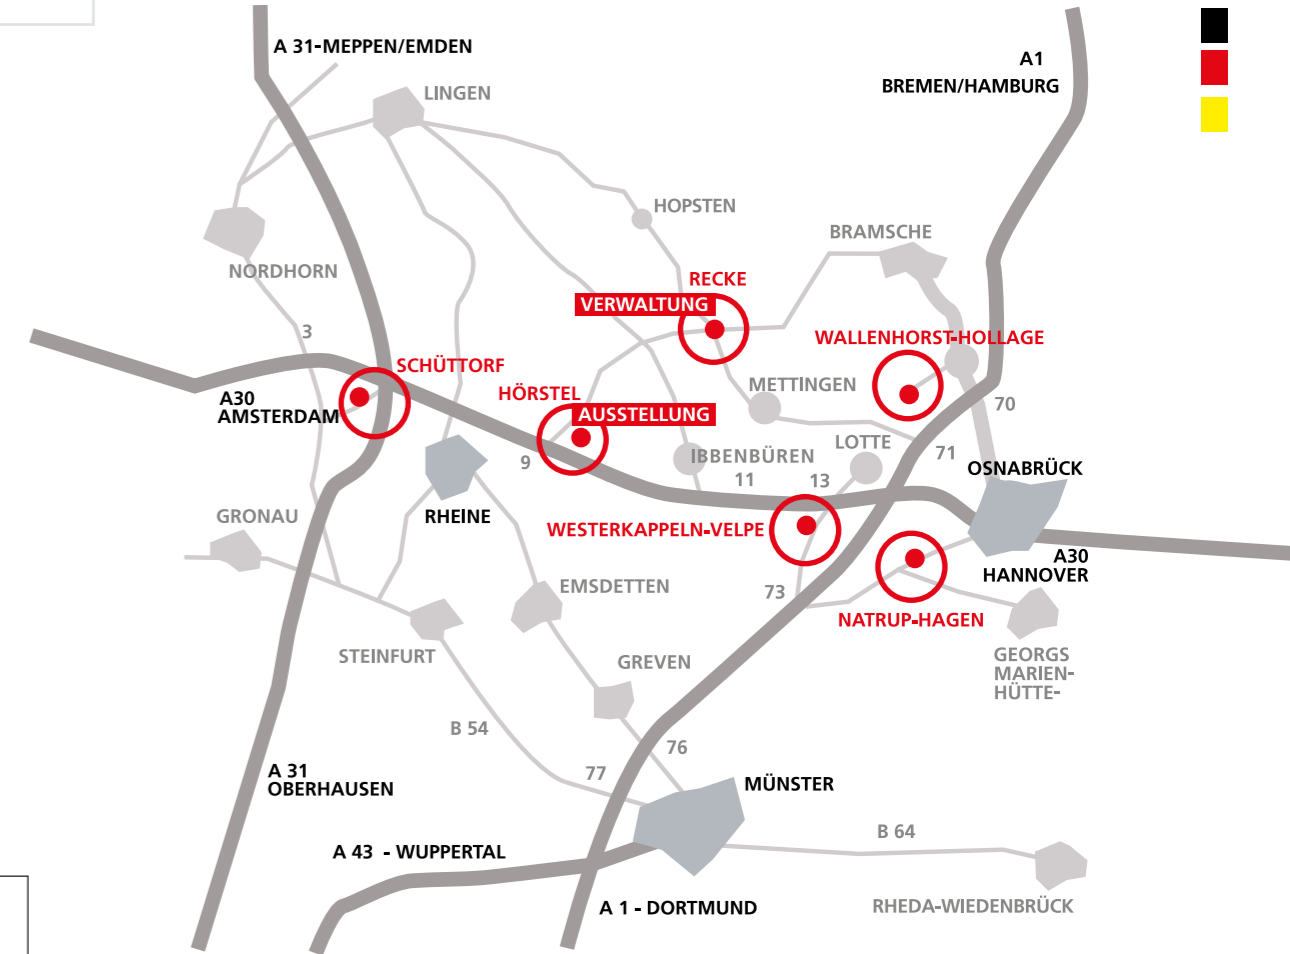 A 31-MEPPEN/EMDEN
A1
BREMEN/HAMBURG
LINGEN
HOPSTEN
BRAMSCHE
NORDHORN
RECKE
VERWALTUNG
3
WALLENHORST-HOLLAGE
SCHÜTTORF
HÖRSTEL
METTINGEN
A30
AMSTERDAM
AUSSTELLUNG
70
LOTTE
71
9
IBBENBÜREN
11
13
OSNABRÜCK
GRONAU
RHEINE
WESTERKAPPELN-VELPE
A30
HANNOVER
EMSDETTEN
73
NATRUP-HAGEN
STEINFURT
GREVEN
GEORGS
MARIEN-
HÜTTE-
B 54
76
A 31
OBERHAUSEN
77
MÜNSTER
B 64
A 43 - WUPPERTAL
A 1 - DORTMUND
RHEDA-WIEDENBRÜCK